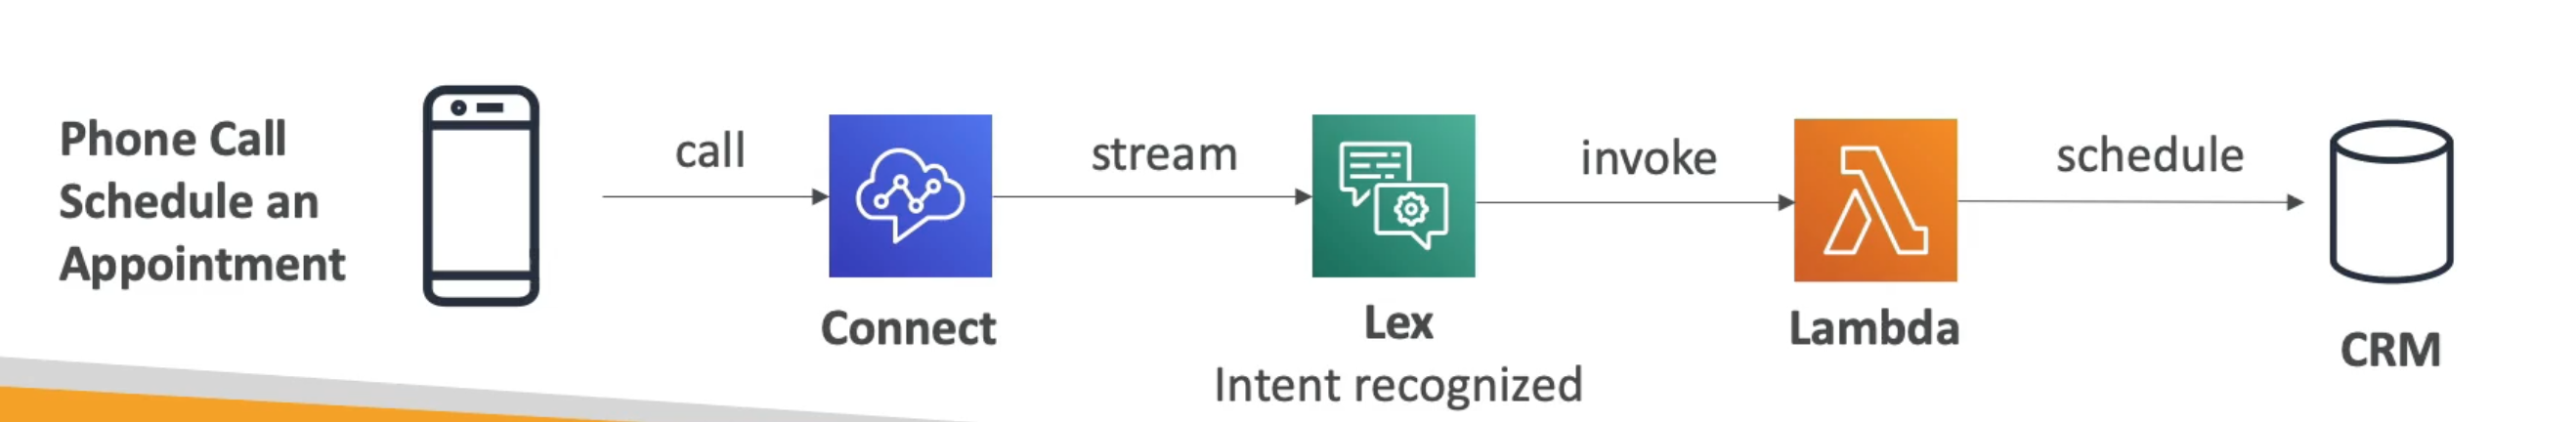 Phone Call
Schedule an
Appointment
call
Connect
stream
Lex
Intent recognized
invoke
Lambda
schedule
CRM